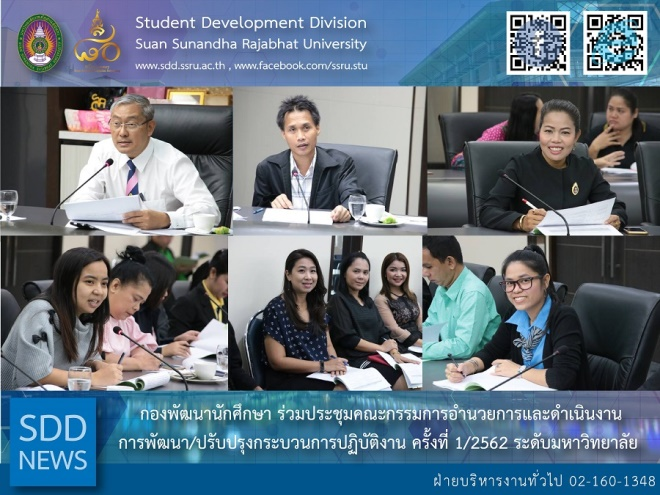 Student Development Division
Suan Sunandha Rajabhat University
www.sdd.ssru.ac.th , www.facebook.com/ssru.stu
กองพัฒนานักศึกษา ร่วมประชุมคณะกรรมการอำนวยการและดำเนินงาน
การพัฒนา/ปรับปรุงกระบวนการปฏิบัติงาน ครั้งที่ 1/2562 ระดับมหาวิทยาลัย
SDD
NEWS
ฝ่ายบริหารงานทั่วไป 02-160-1348